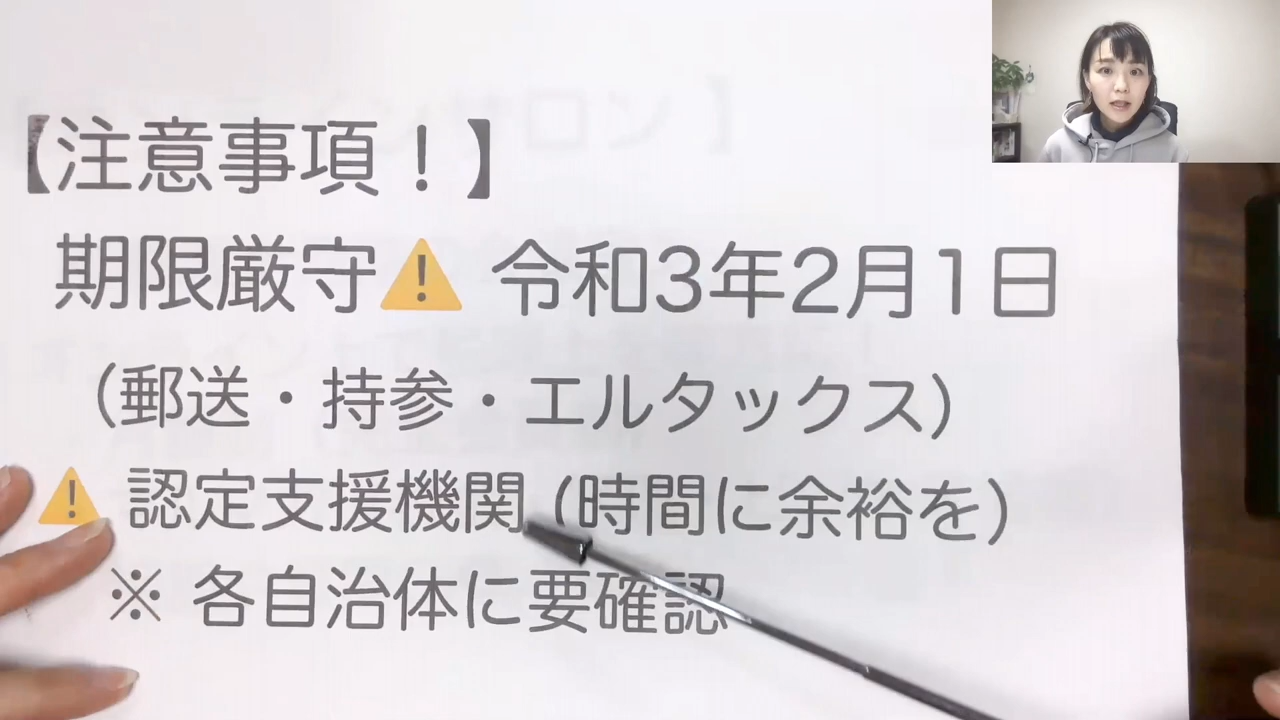 【注意事項！】
期限厳守⚠ 令和3年2月1日
（郵送・持参・エルタックス）
⚠ 認定支援機関（時間に余裕を）
※ 各自治体に要確認